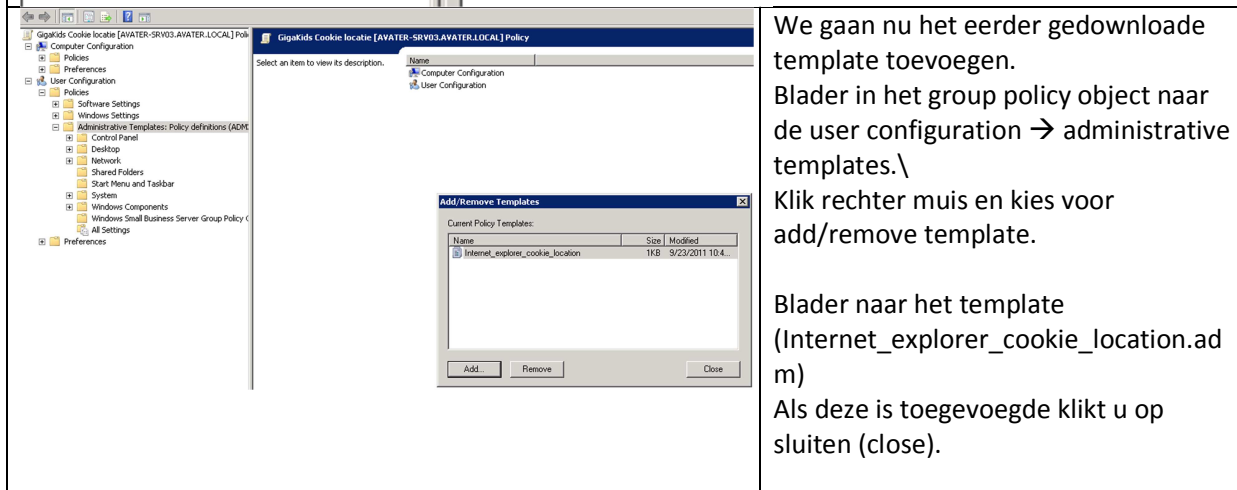 GigaKids Cookie locatie [AVATER-SRV03.AVATER.LOCAL] Poli
Computer Configuration
Policies
Preferences
User Configuration
Policies
Software Settings
Windows Settings
Administrative Templates: Policy definitions (ADM
Control Panel
Desktop
Network
Shared Folders
Start Menu and Taskbar
System
Windows Components
Windows Small Business Server Group Policy
All Settings
Preferences
GigaKids Cookie locatie [AVATER-SRV03.AVATER.LOCAL] Policy
Select an item to view its description.
Name
Computer Configuration
User Configuration
Add/Remove Templates
Current Policy Templates:
Name Size Modified
Internet_explorer_cookie_location 1KB 9/23/2011 10:4...
Add... Remove Close
We gaan nu het eerder gedownloade
template toevoegen.
Blader in het group policy object naar
de user configuration → administrative
templates.\
Klik rechter muis en kies voor
add/remove template.
Blader naar het template
(Internet_explorer_cookie_location.ad
m)
Als deze is toegevoegde klikt u op
sluiten (close).